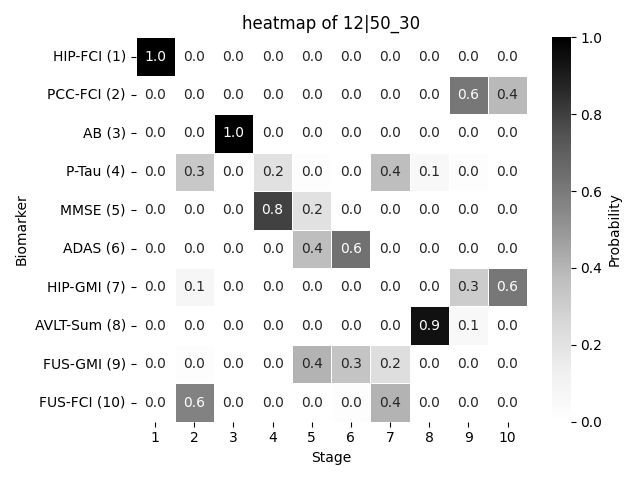 heatmap of 12|50_30
HIP-FCI (1) 1.0 0.0 0.0 0.0 0.0 0.0 0.0 0.0 0.0 0.0
PCC-FCI (2) 0.0 0.0 0.0 0.0 0.0 0.0 0.0 0.0 0.6 0.4
AB (3) 0.0 0.0 1.0 0.0 0.0 0.0 0.0 0.0 0.0 0.0
P-Tau (4) 0.0 0.3 0.0 0.2 0.0 0.0 0.4 0.1 0.0 0.0
MMSE (5) 0.0 0.0 0.0 0.8 0.2 0.0 0.0 0.0 0.0 0.0
ADAS (6) 0.0 0.0 0.0 0.0 0.4 0.6 0.0 0.0 0.0 0.0
HIP-GMI (7) 0.0 0.1 0.0 0.0 0.0 0.0 0.0 0.0 0.3 0.6
AVLT-Sum (8) 0.0 0.0 0.0 0.0 0.0 0.0 0.0 0.9 0.1 0.0
FUS-GMI (9) 0.0 0.0 0.0 0.0 0.4 0.3 0.2 0.0 0.0 0.0
FUS-FCI (10) 0.0 0.6 0.0 0.0 0.0 0.0 0.4 0.0 0.0 0.0
1 2 3 4 5 6 7 8 9 10
Stage
Biomarker
1.0
0.8
0.6
0.4
0.2
0.0
Probability